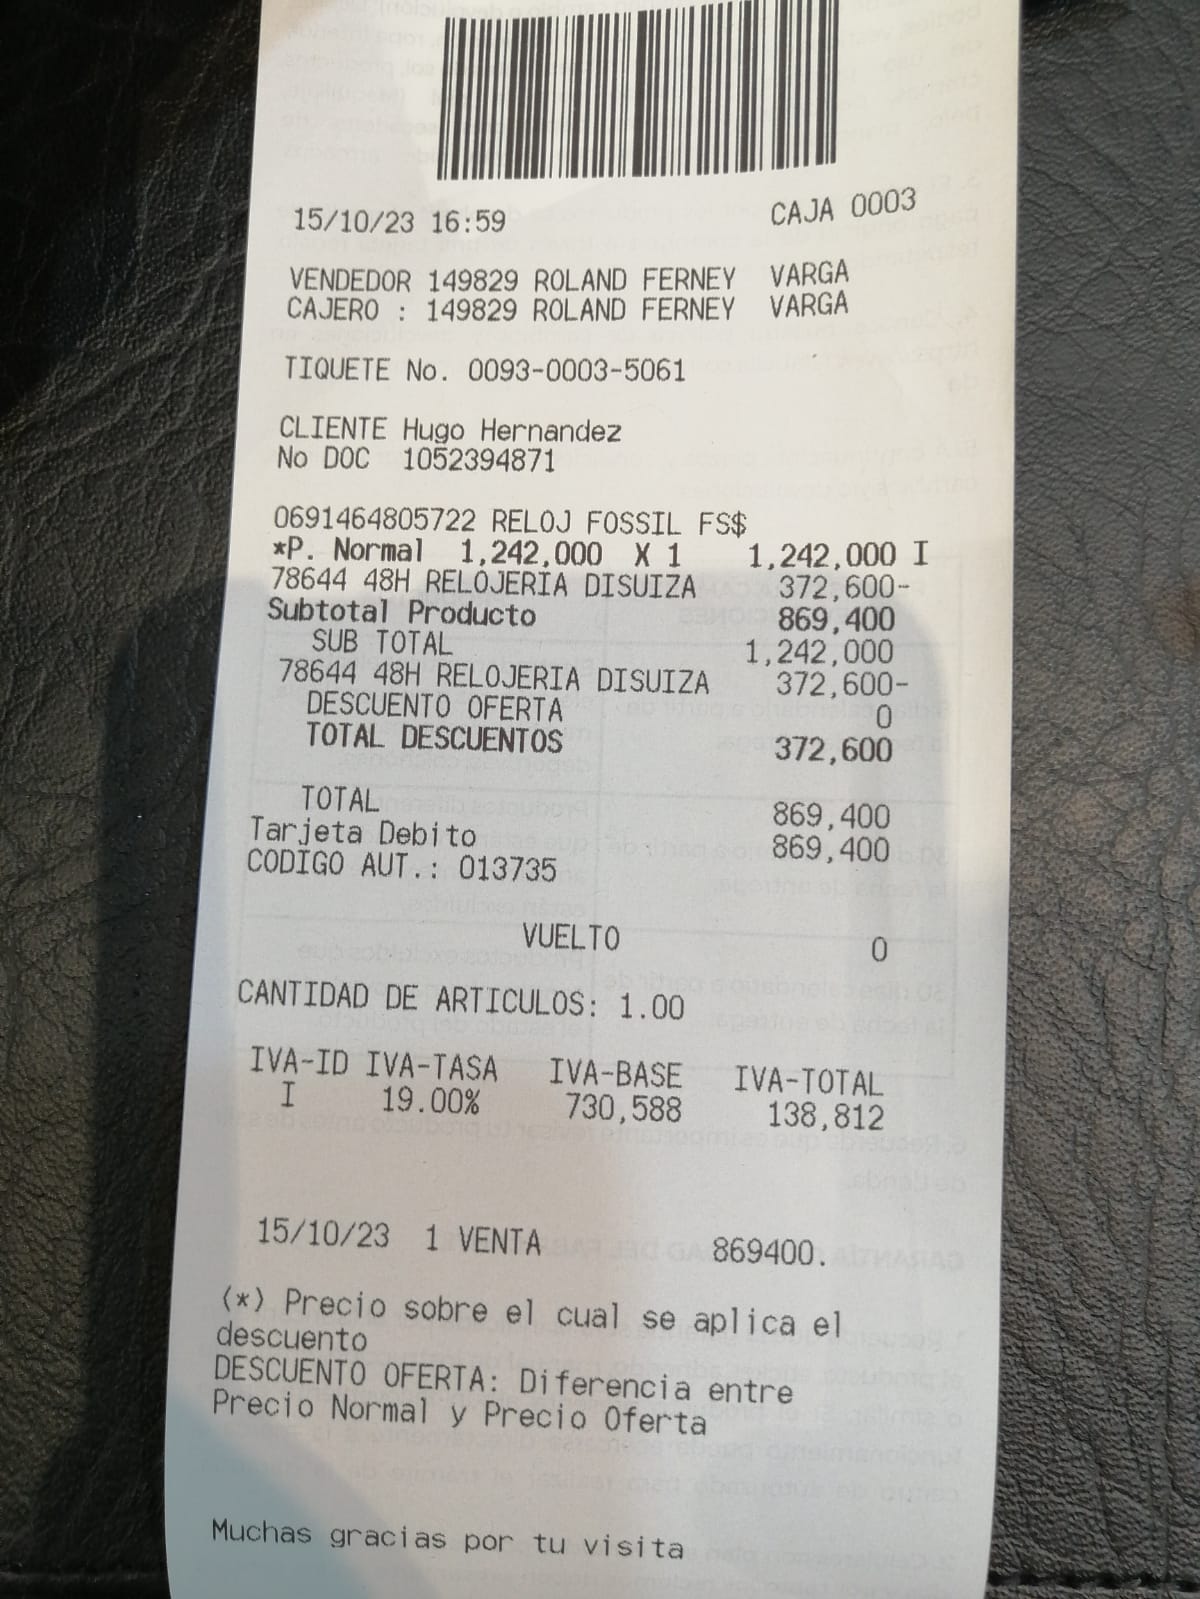 15/10/23 16:59 CAJA 0003
VENDEDOR 149829 ROLAND FERNEY VARGA
CAJERO : 149829 ROLAND FERNEY VARGA
TIQUETE No. 0093-0003-5061
CLIENTE Hugo Hernandez
No DOC 1052394871
0691464805722 RELOJ FOSSIL FS$
*P. Normal 1,242,000 X 1 1,242,000 I
78644 48H RELOJERIA DISUIZA 372,600-
Subtotal Producto 869,400
SUB TOTAL 1,242,000
78644 48H RELOJERIA DISUIZA 372,600-
DESCUENTO OFERTA 0
TOTAL DESCUENTOS 372,600
TOTAL 869,400
Tarjeta Debito 869,400
CODIGO AUT.: 013735
VUELTO 0
CANTIDAD DE ARTICULOS: 1.00
IVA-ID IVA-TASA IVA-BASE IVA-TOTAL
I 19.00% 730,588 138,812
15/10/23 1 VENTA 869400.
(*) Precio sobre el cual se aplica el
descuento
DESCUENTO OFERTA: Diferencia entre
Precio Normal y Precio Oferta
Muchas gracias por tu visita